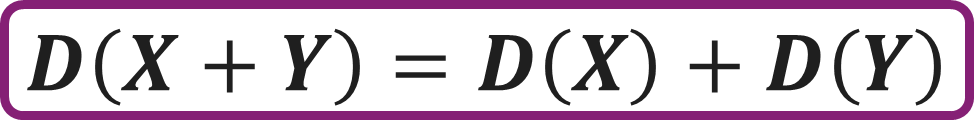 D(X + Y) = D(X) + D(Y)